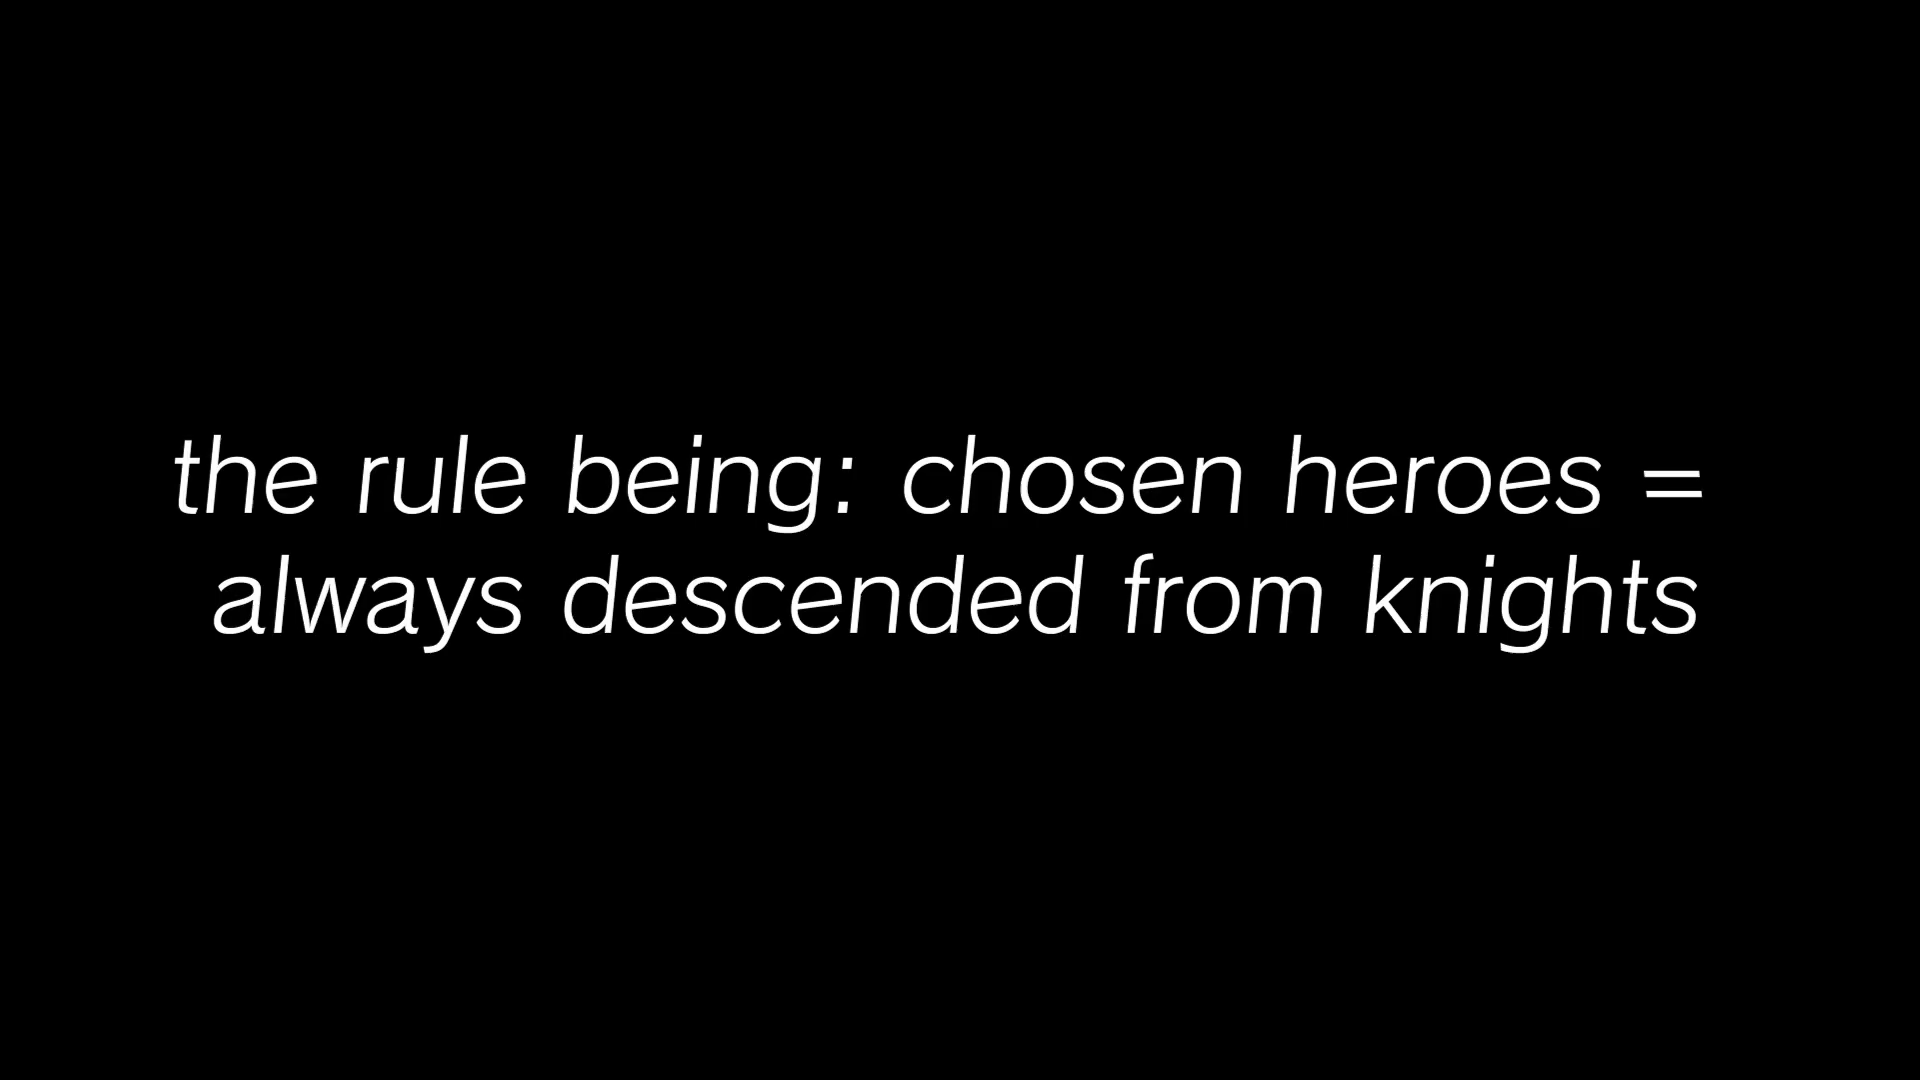 the rule being: chosen heroes =
always descended from knights